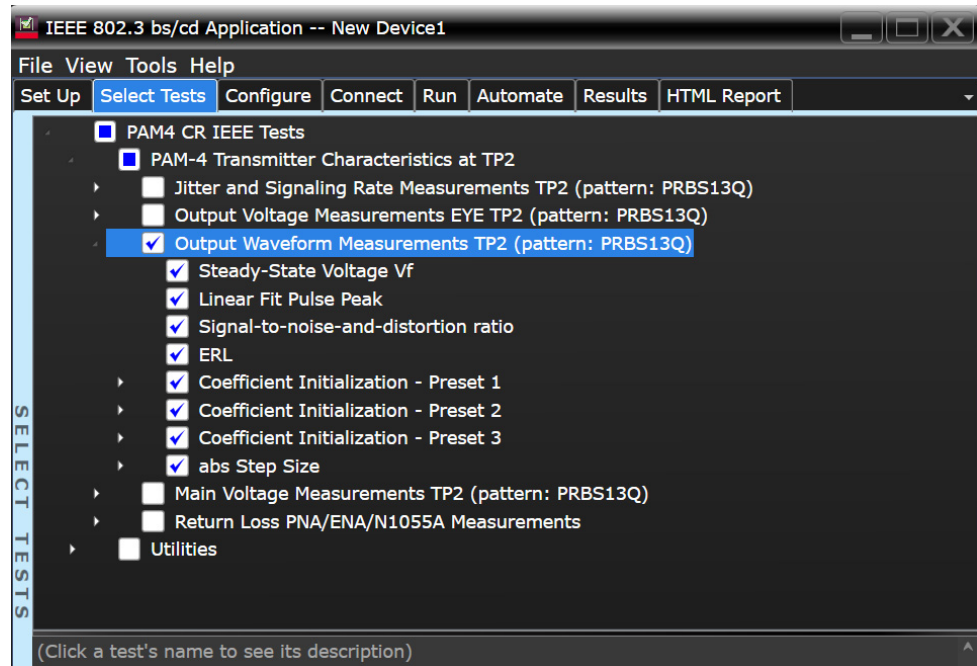 IEEE 802.3 bs/cd Application -- New Device1
File View Tools Help
Set Up Select Tests Configure Connect Run Automate Results HTML Report
PAM4 CR IEEE Tests
PAM-4 Transmitter Characteristics at TP2
Jitter and Signaling Rate Measurements TP2 (pattern: PRBS13Q)
Output Voltage Measurements EYE TP2 (pattern: PRBS13Q)
Output Waveform Measurements TP2 (pattern: PRBS13Q)
Steady-State Voltage Vf
Linear Fit Pulse Peak
Signal-to-noise-and-distortion ratio
ERL
Coefficient Initialization - Preset 1
Coefficient Initialization - Preset 2
Coefficient Initialization - Preset 3
abs Step Size
Main Voltage Measurements TP2 (pattern: PRBS13Q)
Return Loss PNA/ENA/N1055A Measurements
Utilities
SELECT TESTS
(Click a test's name to see its description)